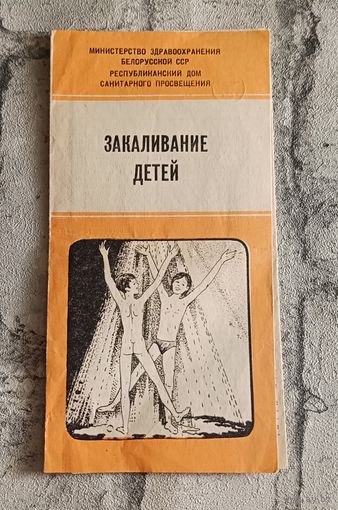 МИНИСТЕРСТВО ЗДРАВООХРАНЕНИЯ
БЕЛОРУССКОЙ ССР
РЕСПУБЛИКАНСКИЙ ДОМ
САНИТАРНОГО ПРОСВЕЩЕНИЯ
ЗАКАЛИВАНИЕ
ДЕТЕЙ